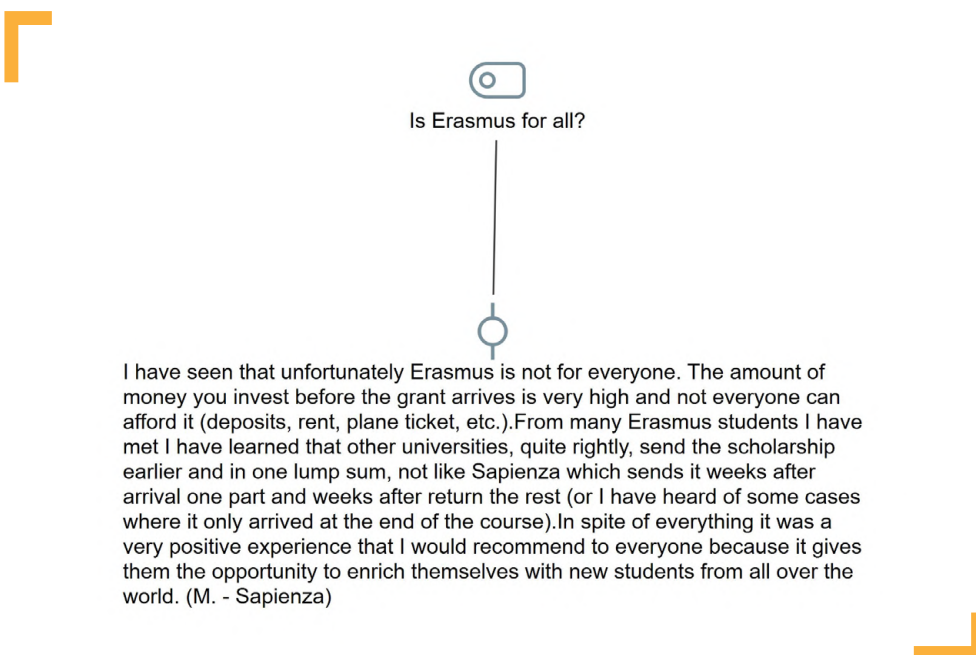 Is Erasmus for all?
I have seen that unfortunately Erasmus is not for everyone. The amount of
money you invest before the grant arrives is very high and not everyone can
afford it (deposits, rent, plane ticket, etc.).From many Erasmus students I have
met I have learned that other universities, quite rightly, send the scholarship
earlier and in one lump sum, not like Sapienza which sends it weeks after
arrival one part and weeks after return the rest (or I have heard of some cases
where it only arrived at the end of the course).In spite of everything it was a
very positive experience that I would recommend to everyone because it gives
them the opportunity to enrich themselves with new students from all over the
world. (M. - Sapienza)